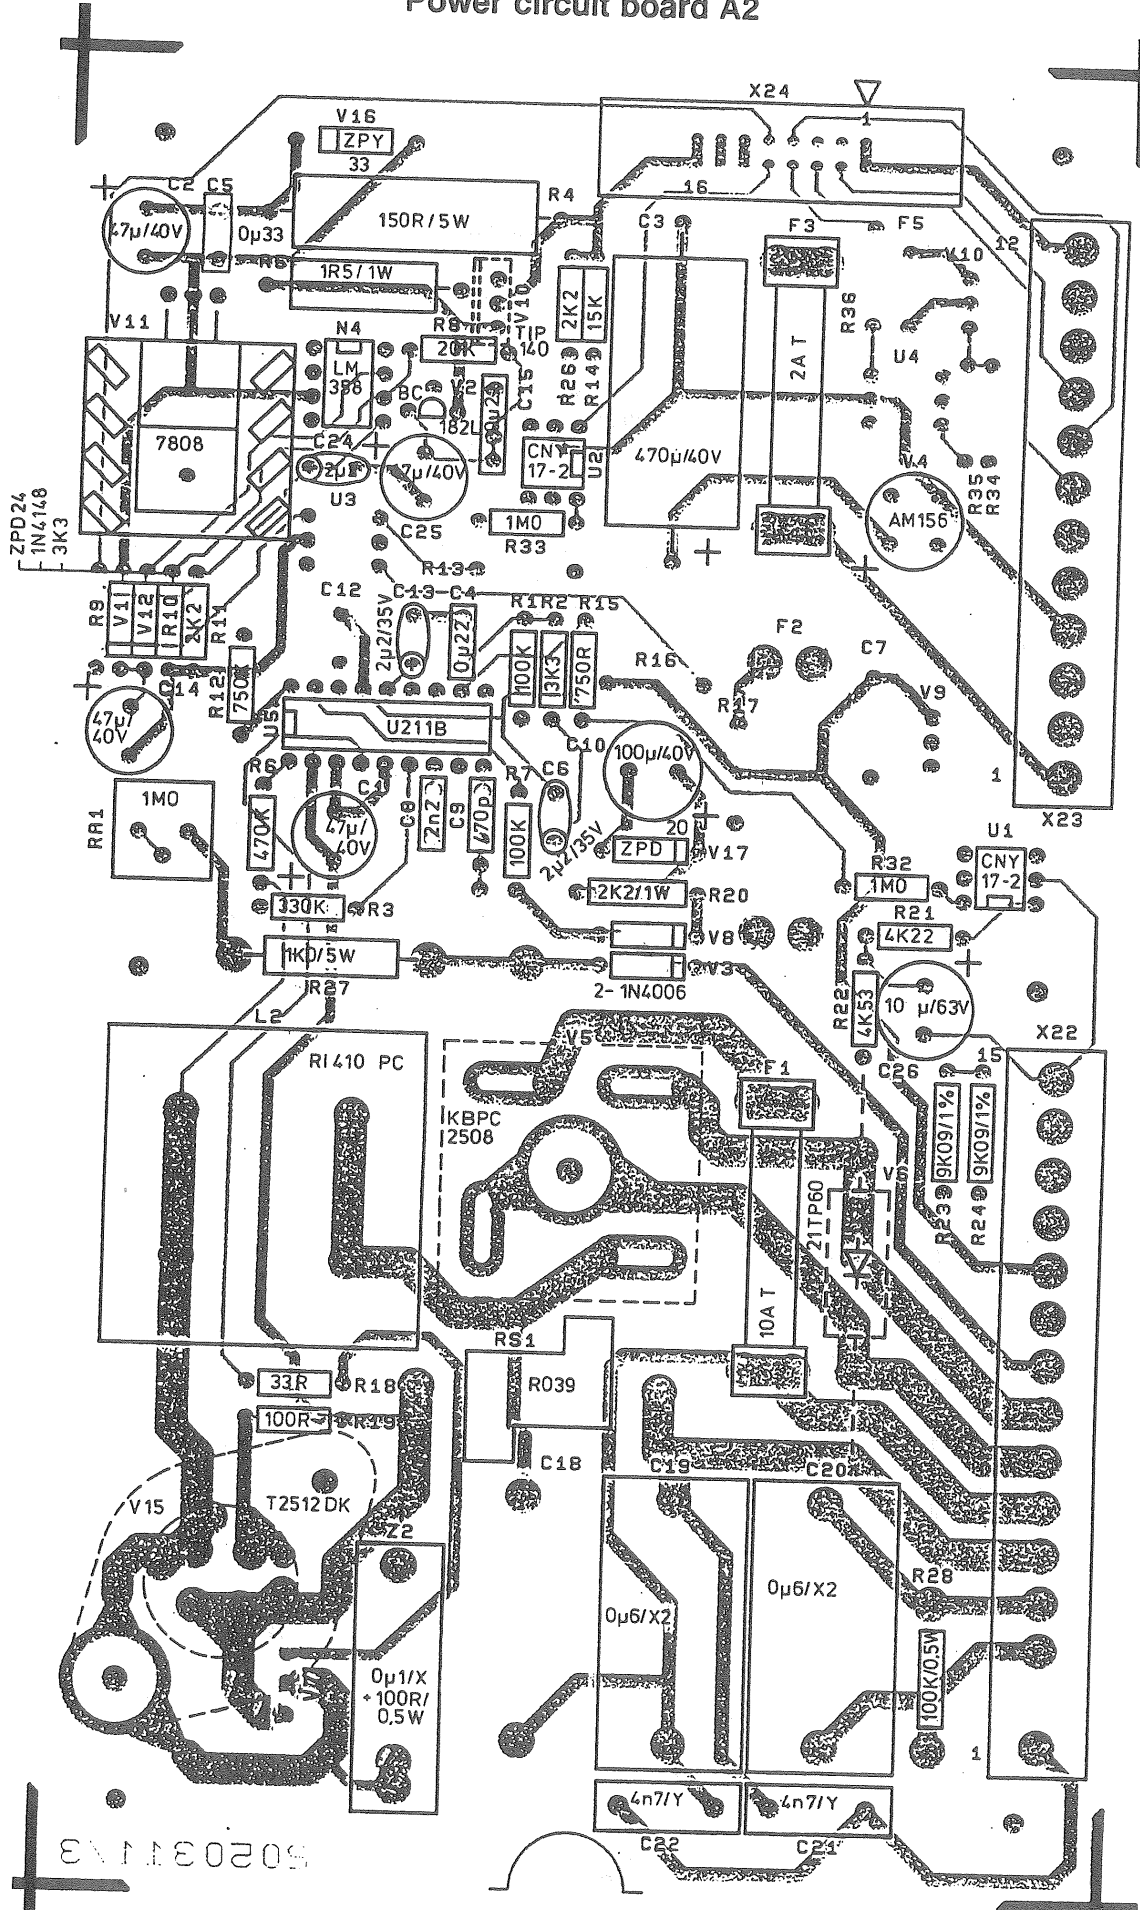 Power circuit board A2
X24
1
V16
ZPY
33
C2
C5
16
R4
C3
F5
F3
12
47µ/40V
0µ33
150R/5W
V10
R5
1R5/1W
V10
2K2
15K
R36
V11
N4
R8
TIP
140
20K
2A T
U4
LM
358
BC
V2
C15
R26
R14
182L
7808
C24
CNY
17-2
U2
470µ/40V
V4
2µ2
47µ/40V
R35
R34
U3
AM156
1M0
ZPD24
1N4148
3K3
C25
R33
R13
C12
C13
C4
R1
R2
R15
R9
V11
V12
R10
2K2
R11
2µ2/35V
0µ22
F2
C7
100K
3K3
750R
R16
C14
R12
750K
R17
V9
47µ/
40V
U5
U211B
C10
100µ/40V
1
R6
R7
C6
C1
X23
1M0
C8
2n2
C9
470p
RA1
20
U1
470K
47µ/
40V
100K
2µ2/35V
ZPD
V17
R32
CNY
17-2
1M0
2K2/1W
R20
330K
R3
R21
4K22
V8
1K0/5W
V3
2-1N4006
R27
R22
4K53
10 µ/63V
L2
X22
V5
RI410 PC
F1
C26
15
KBPC
2508
9K09/1%
9K09/1%
V6
21TP60
R23
R24
10A T
RS1
33R
R18
R039
100R
R19
C18
C19
C20
V15
T2512DK
Z2
0µ6/X2
R28
0µ6/X2
100K/0,5W
V7
0µ1/X
+100R/
0,5W
1
4n7/Y
4n7/Y
C22
C21
2050311/3